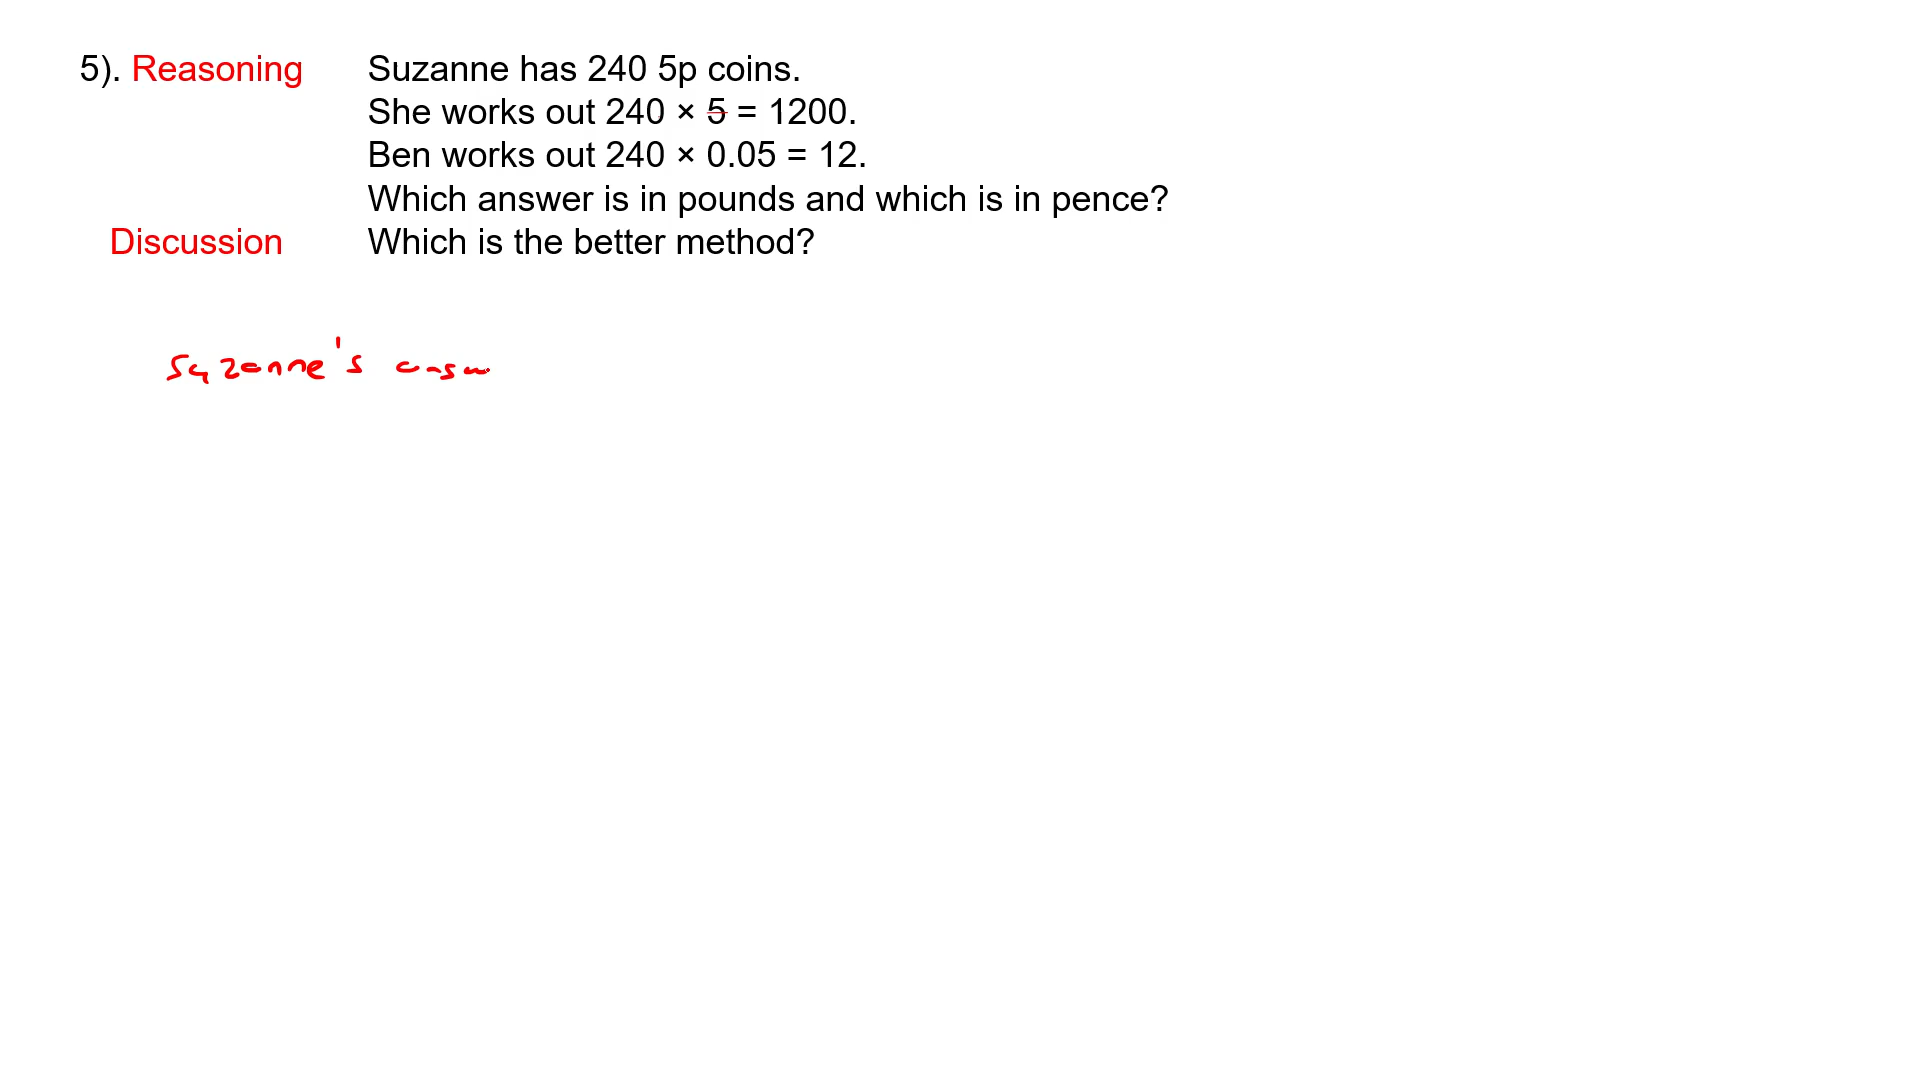 5). Reasoning Suzanne has 240 5p coins.
She works out 240 × 5 = 1200.
Ben works out 240 × 0.05 = 12.
Which answer is in pounds and which is in pence?
Discussion Which is the better method?
Suzanne's answ